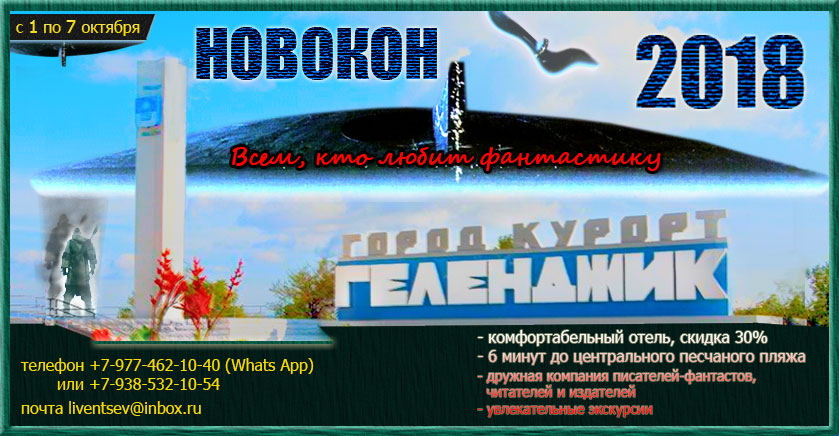 с 1 по 7 октября
НОВОКОН
2018
Всем, кто любит фантастику
ГОРОД КУРОРТ
ГЕЛЕНДЖИК
- комфортабельный отель, скидка 30%
- 6 минут до центрального песчаного пляжа
- дружная компания писателей-фантастов,
читателей и издателей
- увлекательные экскурсии
телефон +7-977-462-10-40 (Whats App)
или +7-938-532-10-54
почта liventsev@inbox.ru